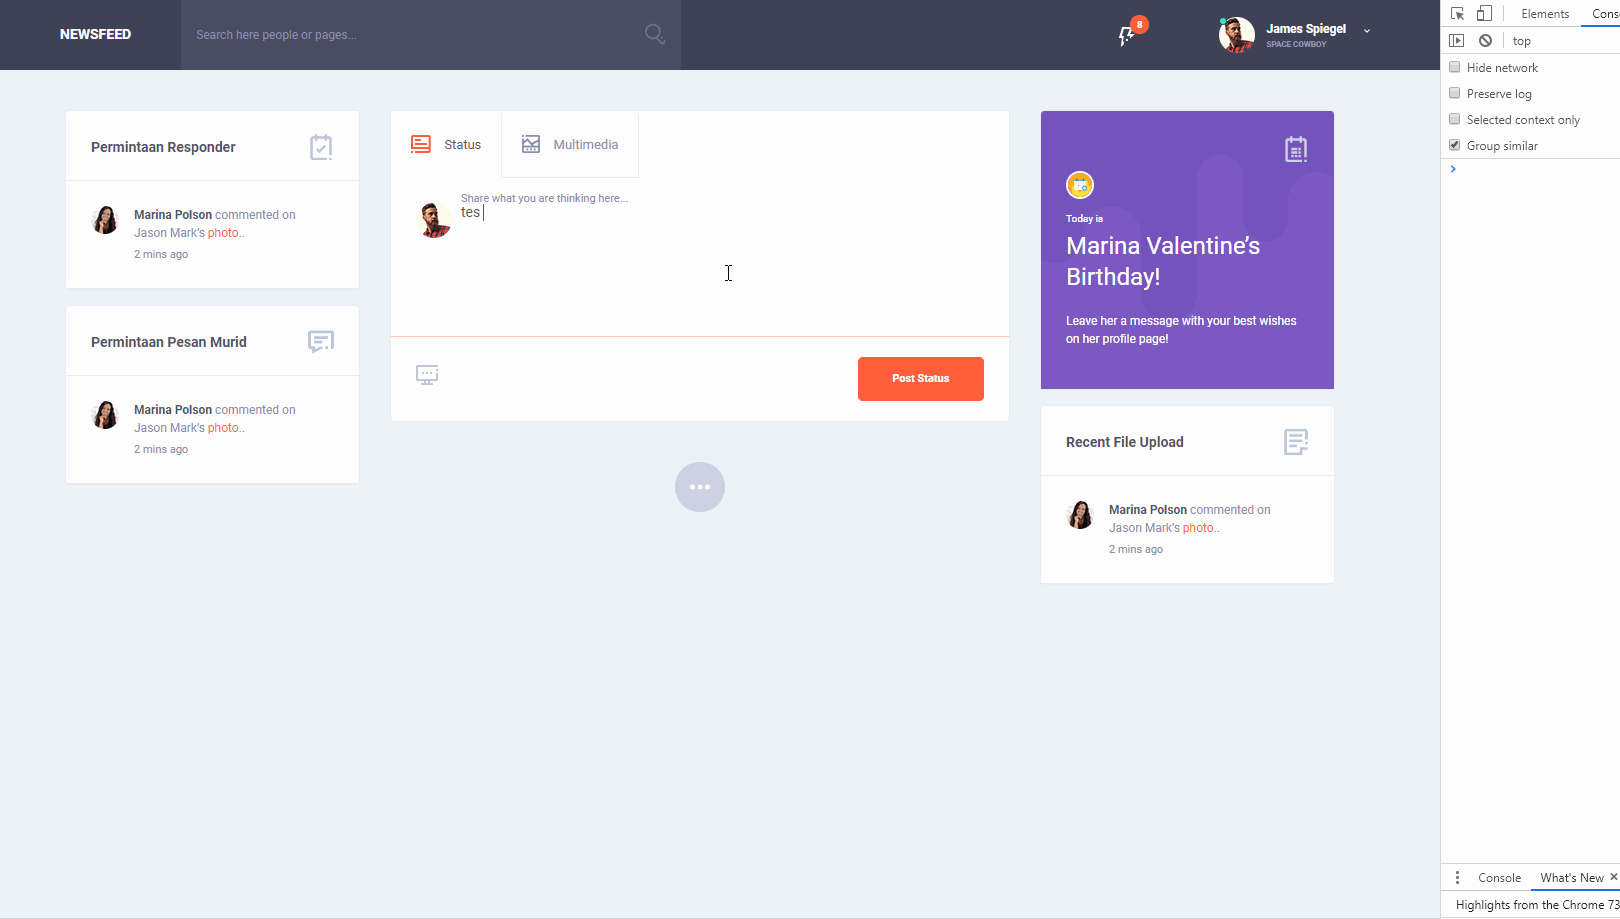 NEWSFEED
Search here people or pages...
8
James Spiegel
SPACE COWBOY
Permintaan Responder
Marina Polson commented on
Jason Mark's photo..
2 mins ago
Permintaan Pesan Murid
Marina Polson commented on
Jason Mark's photo..
2 mins ago
Status
Multimedia
Share what you are thinking here...
tes
Post Status
Today is
Marina Valentine's
Birthday!
Leave her a message with your best wishes
on her profile page!
Recent File Upload
Marina Polson commented on
Jason Mark's photo..
2 mins ago
Elements
Cons
top
Hide network
Preserve log
Selected context only
Group similar
Console
What's New
Highlights from the Chrome 73